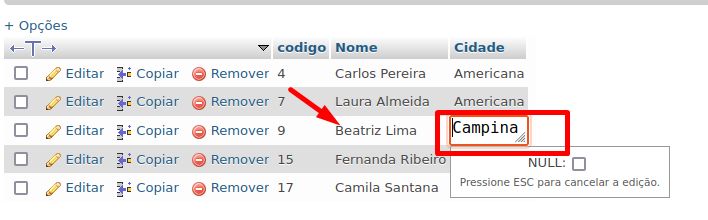 + Opções
←T→ codigo Nome Cidade
Editar Copiar Remover 4 Carlos Pereira Americana
Editar Copiar Remover 7 Laura Almeida Americana
Editar Copiar Remover 9 Beatriz Lima Campina
Editar Copiar Remover 15 Fernanda Ribeiro
NULL:
Editar Copiar Remover 17 Camila Santana
Pressione ESC para cancelar a edição.